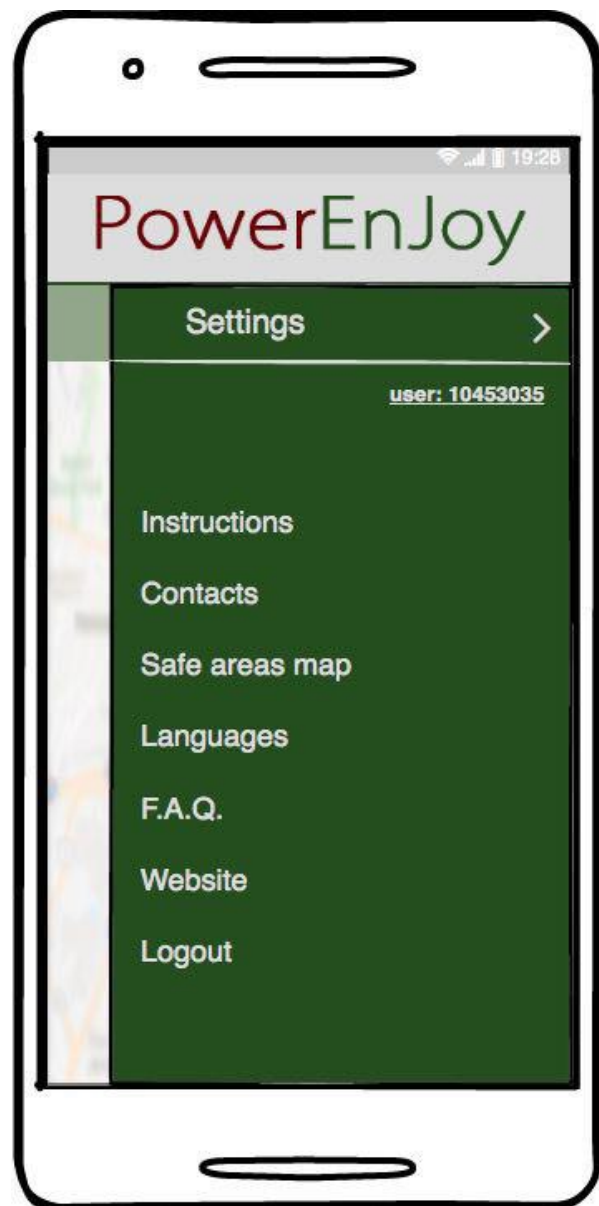 19:28
PowerEnJoy
Settings
user: 10453035
Instructions
Contacts
Safe areas map
Languages
F.A.Q.
Website
Logout